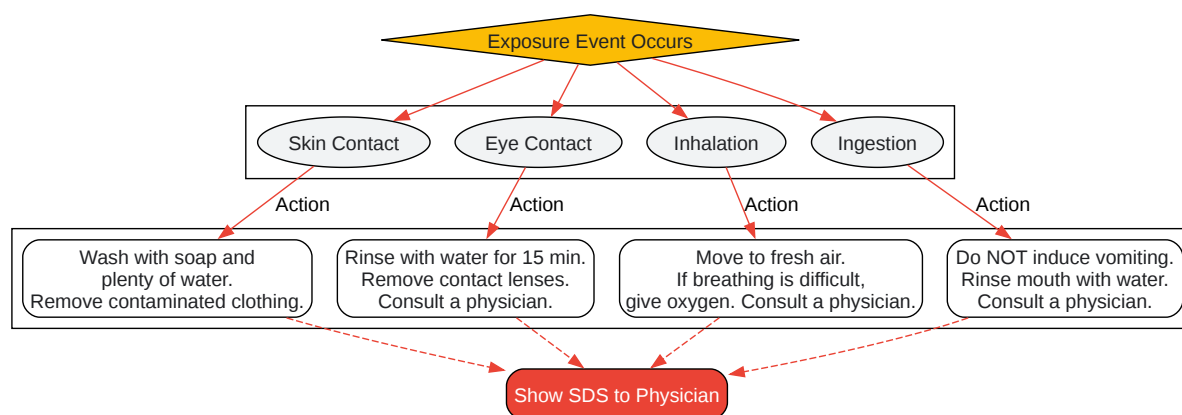 Exposure Event Occurs
Skin Contact
Eye Contact
Inhalation
Ingestion
Action
Action
Action
Action
Wash with soap and
plenty of water.
Remove contaminated clothing.
Rinse with water for 15 min.
Remove contact lenses.
Consult a physician.
Move to fresh air.
If breathing is difficult,
give oxygen. Consult a physician.
Do NOT induce vomiting.
Rinse mouth with water.
Consult a physician.
Show SDS to Physician